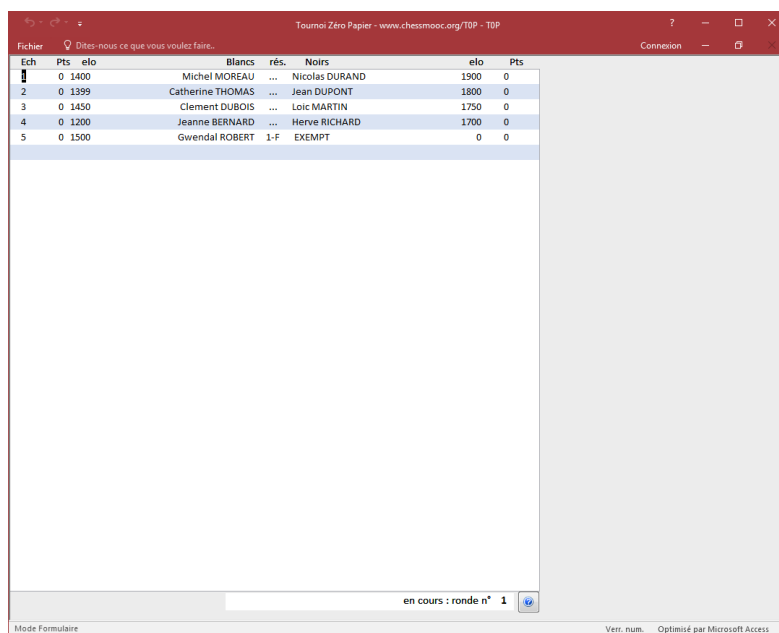 Tournoi Zéro Papier - www.chessmooc.org/T0P - T0P ?
Fichier Dites-nous ce que vous voulez faire.. Connexion
Ech Pts elo Blancs rés. Noirs elo Pts
1 0 1400 Michel MOREAU ... Nicolas DURAND 1900 0
2 0 1399 Catherine THOMAS ... Jean DUPONT 1800 0
3 0 1450 Clement DUBOIS ... Loic MARTIN 1750 0
4 0 1200 Jeanne BERNARD ... Herve RICHARD 1700 0
5 0 1500 Gwendal ROBERT 1-F EXEMPT 0 0
en cours : ronde n° 1 ?
Mode Formulaire Verr. num. Optimisé par Microsoft Access